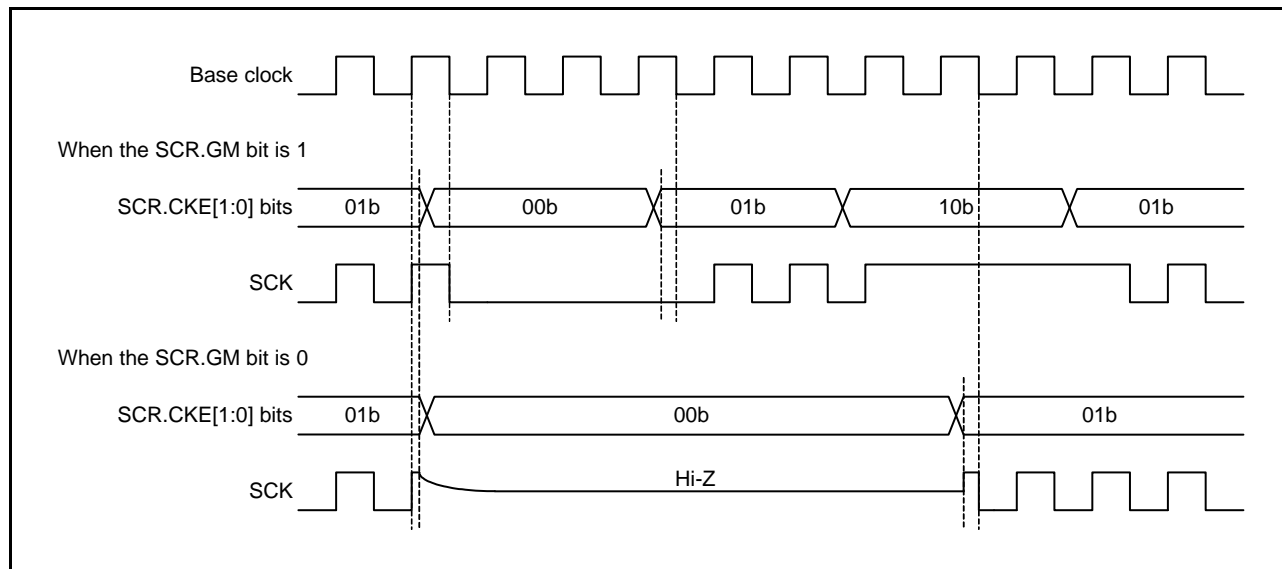 Base clock
When the SCR.GM bit is 1
SCR.CKE[1:0] bits 01b 00b 01b 10b 01b
SCK
When the SCR.GM bit is 0
SCR.CKE[1:0] bits 01b 00b 01b
SCK Hi-Z